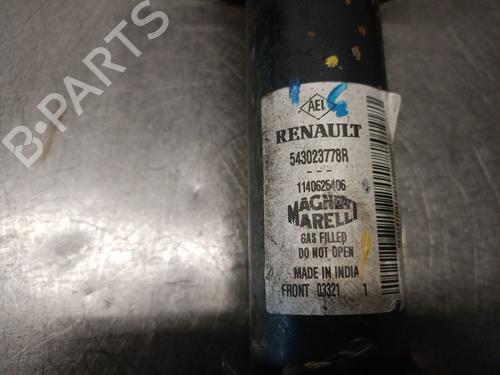 B-PARTS
AEI
RENAULT
543023778R
- - -
1140625406
MAGNETI
MARELLI
GAS FILLED
DO NOT OPEN
MADE IN INDIA
FRONT 03321 1